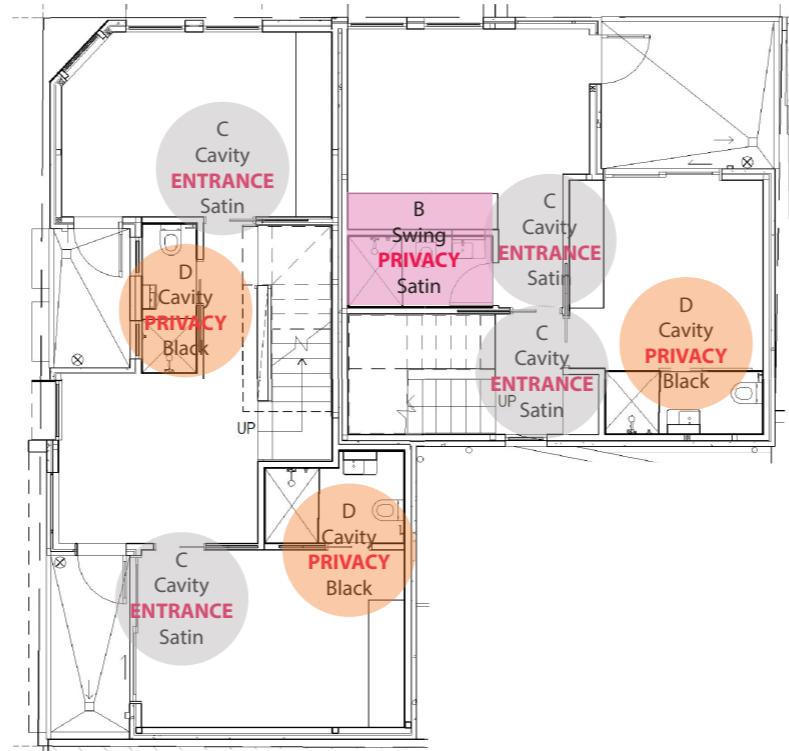 C
Cavity
ENTRANCE
Satin
B
Swing
PRIVACY
Satin
C
Cavity
ENTRANCE
Satin
D
Cavity
PRIVACY
Black
D
Cavity
PRIVACY
Black
C
Cavity
ENTRANCE
Satin
UP
UP
D
Cavity
PRIVACY
Black
C
Cavity
ENTRANCE
Satin